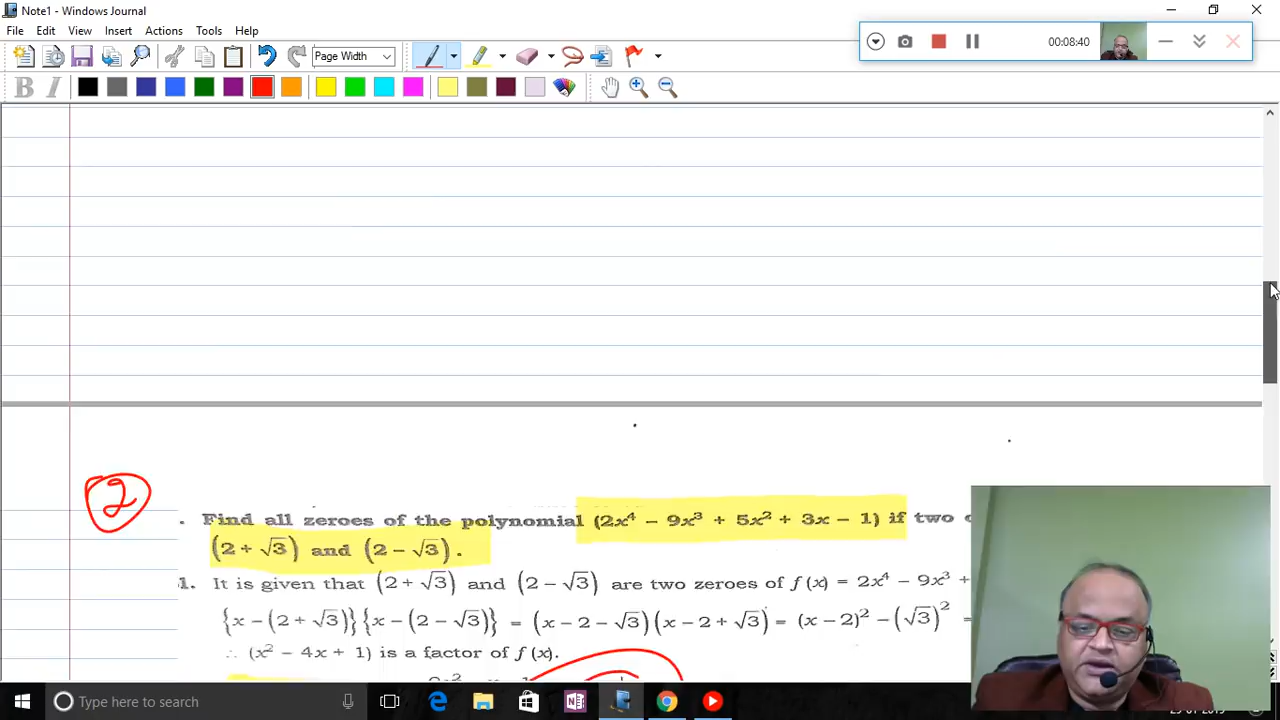 Note1 - Windows Journal
File Edit View Insert Actions Tools Help
00:08:40
Page Width
B I
2
. Find all zeroes of the polynomial (2x⁴ − 9x³ + 5x² + 3x − 1) if two
(2 + √3) and (2 − √3).
1. It is given that (2 + √3) and (2 − √3) are two zeroes of f(x) = 2x⁴ − 9x³ +
{x − (2 + √3)}{x − (2 − √3)} = (x − 2 − √3)(x − 2 + √3) = (x − 2)² − (√3)² =
∴ (x² − 4x + 1) is a factor of f(x).
Type here to search